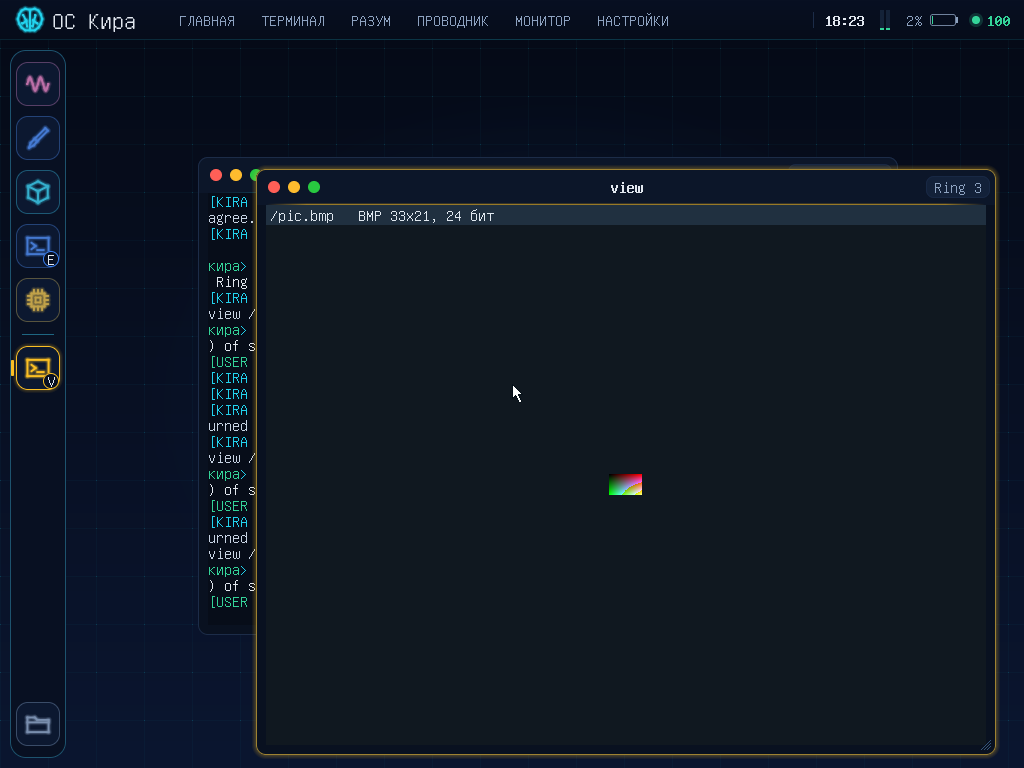 ОС Кира
ГЛАВНАЯ ТЕРМИНАЛ РАЗУМ ПРОВОДНИК МОНИТОР НАСТРОЙКИ
18:23 2% 100
view
Ring 3
/pic.bmp BMP 33x21, 24 бит
E
V
[KIRA
agree.
[KIRA
кира>
Ring
[KIRA
view /
кира>
) of s
[USER
[KIRA
[KIRA
[KIRA
urned
[KIRA
view /
кира>
) of s
[USER
[KIRA
urned
view /
кира>
) of s
[USER